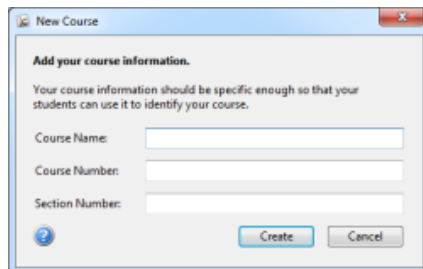 New Course
Add your course information.
Your course information should be specific enough so that your
students can use it to identify your course.
Course Name:
Course Number:
Section Number:
Create Cancel